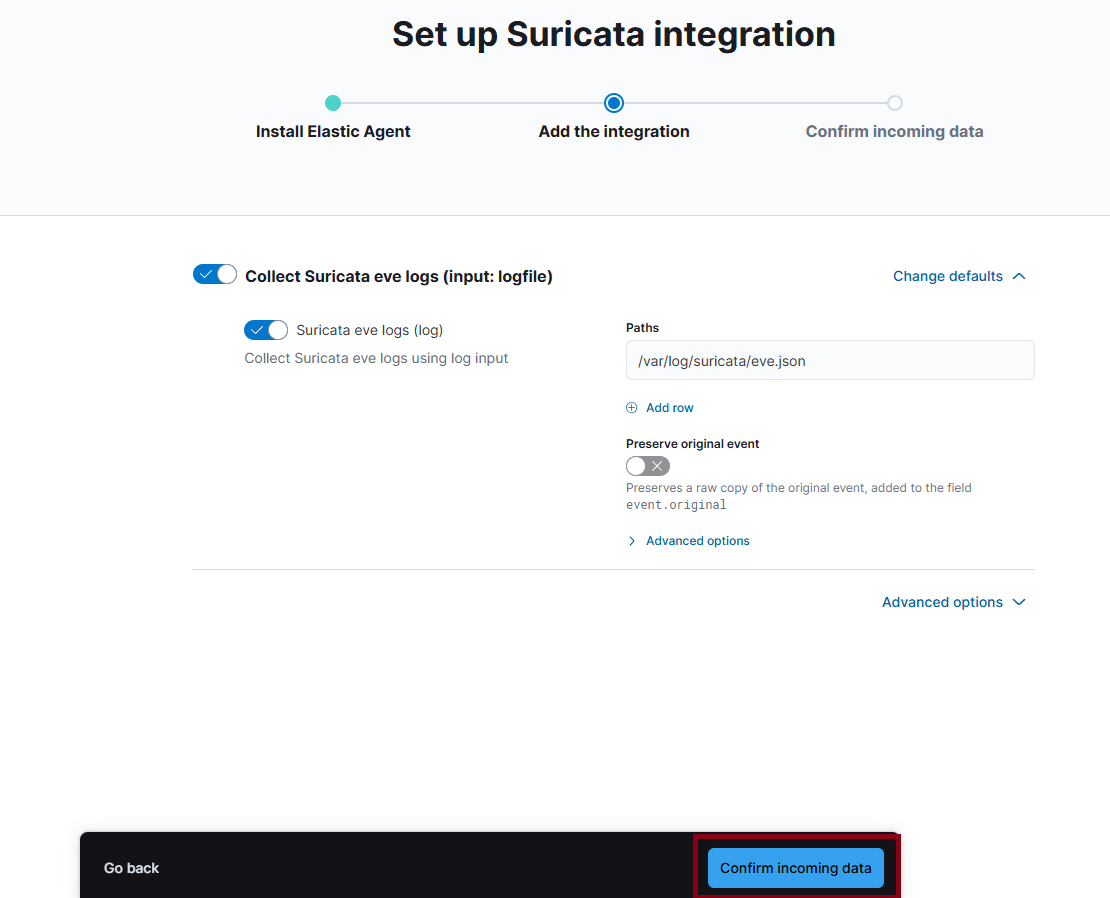 Set up Suricata integration
Install Elastic Agent
Add the integration
Confirm incoming data
Collect Suricata eve logs (input: logfile)
Change defaults
Suricata eve logs (log)
Collect Suricata eve logs using log input
Paths
/var/log/suricata/eve.json
Add row
Preserve original event
Preserves a raw copy of the original event, added to the field
event.original
Advanced options
Advanced options
Go back
Confirm incoming data